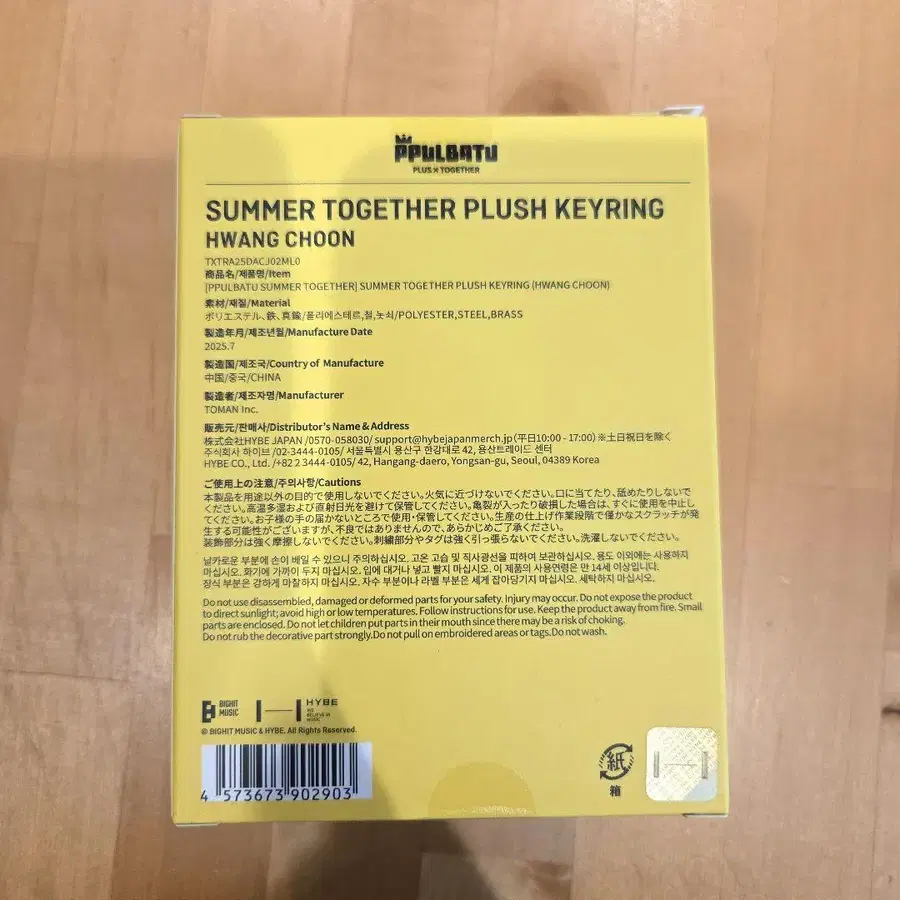 PPULBATU
PLUS × TOGETHER
SUMMER TOGETHER PLUSH KEYRING
HWANG CHOON
TXTRA25DACJ02ML0
商品名/제품명/Item
[PPULBATU SUMMER TOGETHER] SUMMER TOGETHER PLUSH KEYRING (HWANG CHOON)
素材/재질/Material
ポリエステル、鉄、真鍮/폴리에스테르,철,놋쇠/POLYESTER,STEEL,BRASS
製造年月/제조년월/Manufacture Date
2025.7
製造国/제조국/Country of Manufacture
中国/중국/CHINA
製造者/제조자명/Manufacturer
TOMAN Inc.
販売元/판매사/Distributor's Name & Address
株式会社HYBE JAPAN /0570-058030/ support@hybejapanmerch.jp(平日10:00 - 17:00)※土日祝日を除く
주식회사 하이브 /02-3444-0105/ 서울특별시 용산구 한강대로 42, 용산트레이드 센터
HYBE CO., Ltd. /+82 2 3444-0105/ 42, Hangang-daero, Yongsan-gu, Seoul, 04389 Korea
ご使用上の注意/주의사항/Cautions
本製品を用途以外の目的で使用しないでください。火気に近づけないでください。口に当てたり、舐めたりしないで
ください。高温多湿および直射日光を避けて保管してください。亀裂が入ったり破損した場合は、すぐに使用を中止し
てください。お子様の手の届かないところで使用・保管してください。生産の仕上げ作業段階で僅かなスクラッチが発
生する可能性がございますが、不良ではありませんので、あらかじめご了承ください。
装飾部分は強く摩擦しないでください。刺繍部分やタグは強く引っ張らないでください。洗濯しないでください。
날카로운 부분에 손이 베일 수 있으니 주의하십시오. 고온 고습 및 직사광선을 피하여 보관하십시오. 용도 이외에는 사용하지
마십시오. 화기에 가까이 두지 마십시오. 입에 대거나 넣고 빨지 마십시오. 이 제품의 사용연령은 만 14세 이상입니다.
장식 부분은 강하게 마찰하지 마십시오. 자수 부분이나 라벨 부분은 세게 잡아당기지 마십시오. 세탁하지 마십시오.
Do not use disassembled, damaged or deformed parts for your safety. Injury may occur. Do not expose the product
to direct sunlight; avoid high or low temperatures. Follow instructions for use. Keep the product away from fire. Small
parts are enclosed. Do not let children put parts in their mouth since there may be a risk of choking.
Do not rub the decorative part strongly.Do not pull on embroidered areas or tags.Do not wash.
BIGHIT
MUSIC
HYBE
WE
BELIEVE IN
MUSIC
© BIGHIT MUSIC & HYBE. All Rights Reserved.
4 573673 902903
紙
箱